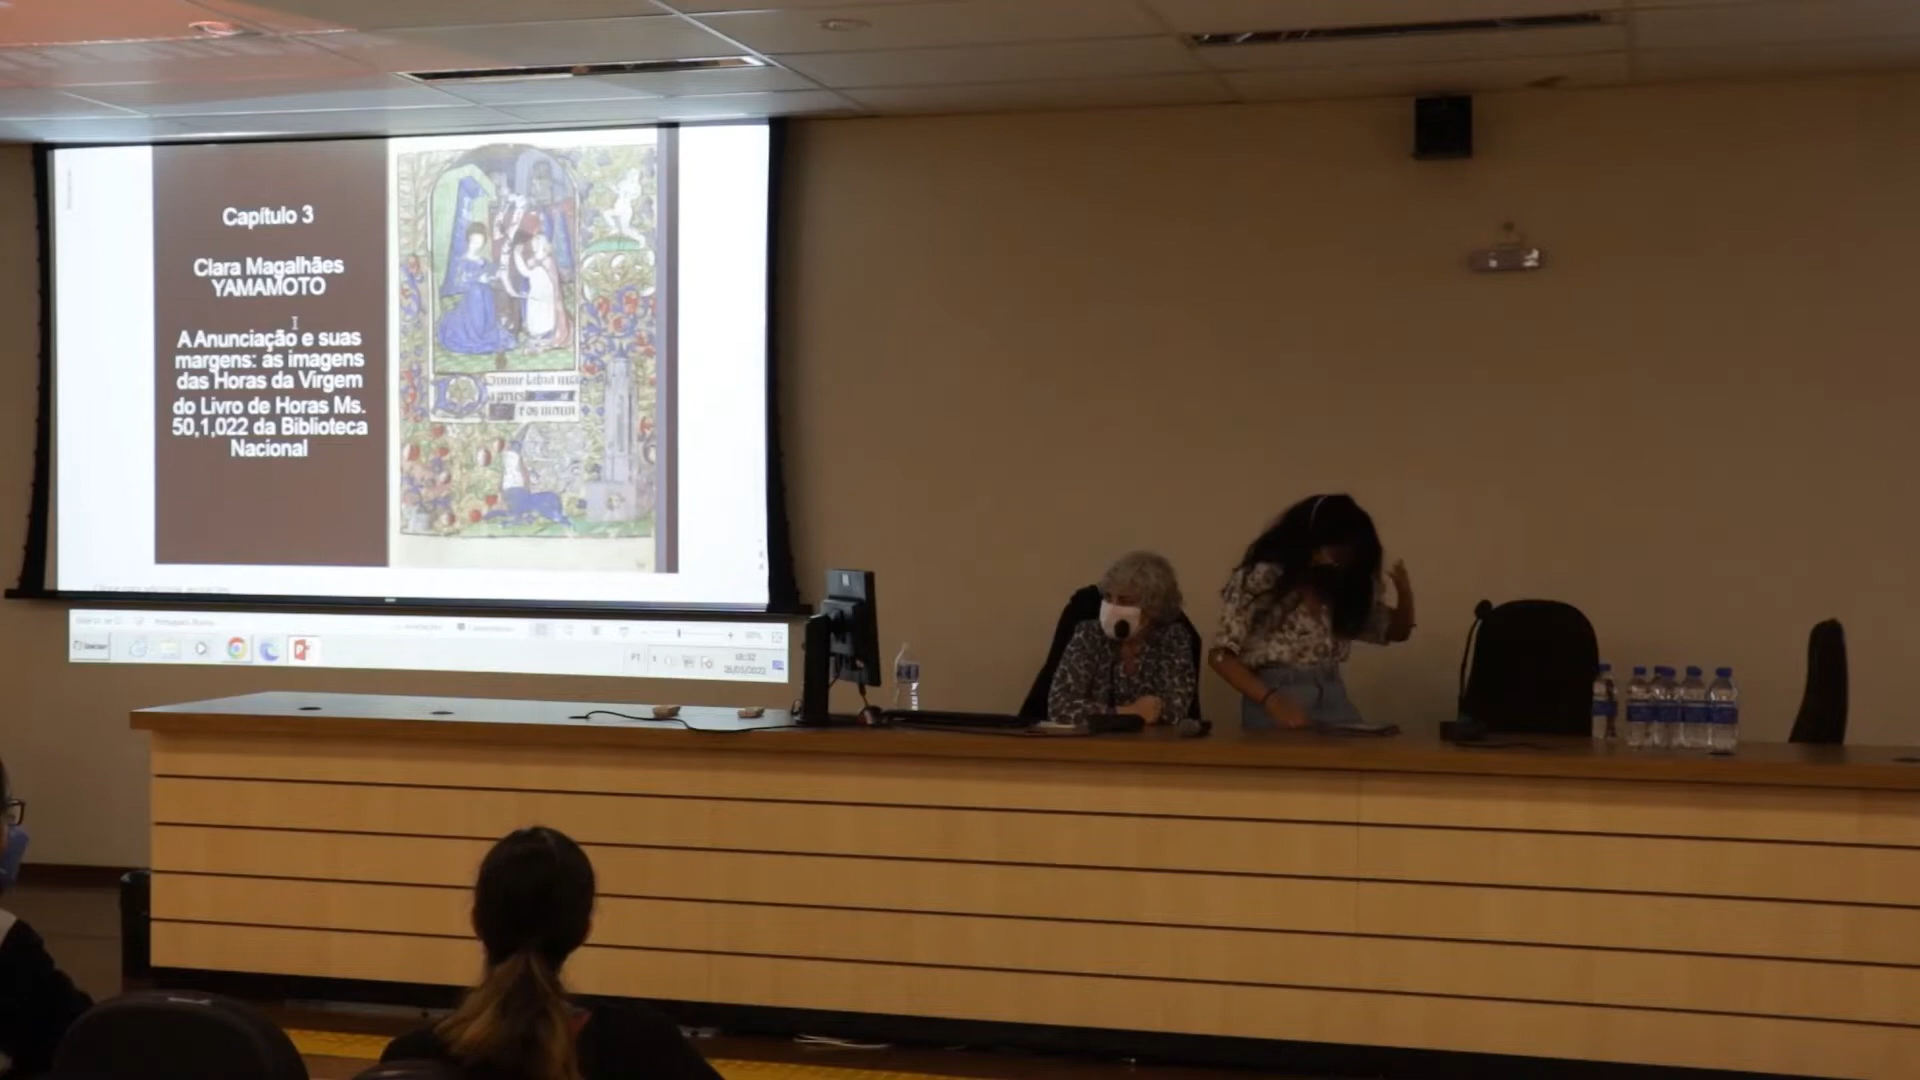 Capítulo 3
Clara Magalhães
YAMAMOTO
A Anunciação e suas
margens: as imagens
das Horas da Virgem
do Livro de Horas Ms.
50,1,022 da Biblioteca
Nacional
PT